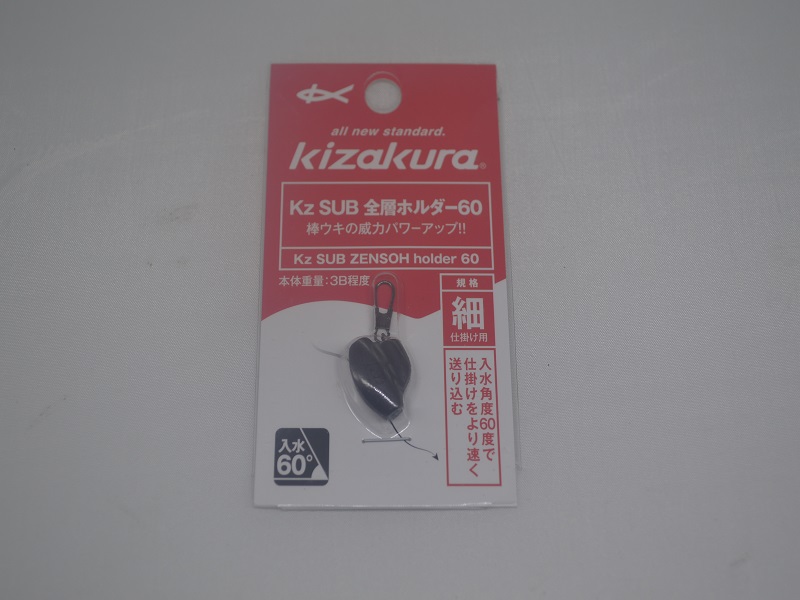 all new standard.
kizakura®
Kz SUB 全層ホルダー60
棒ウキの威力パワーアップ!!
Kz SUB ZENSOH holder 60
本体重量:3B程度
規格
細
仕掛け用
入水角度60度で
仕掛けをより速く
送り込む
入水
60°